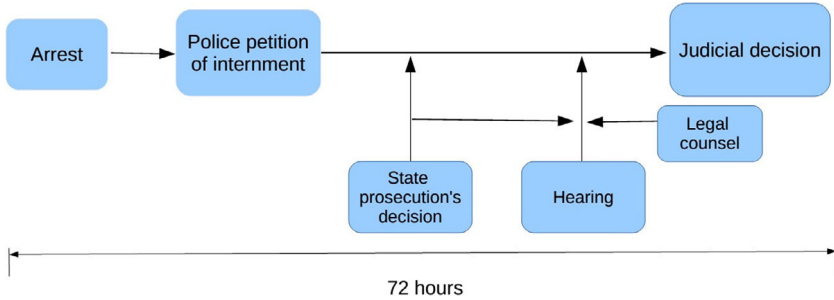 Arrest
Police petition
of internment
Judicial decision
Legal
counsel
State
prosecution's
decision
Hearing
72 hours